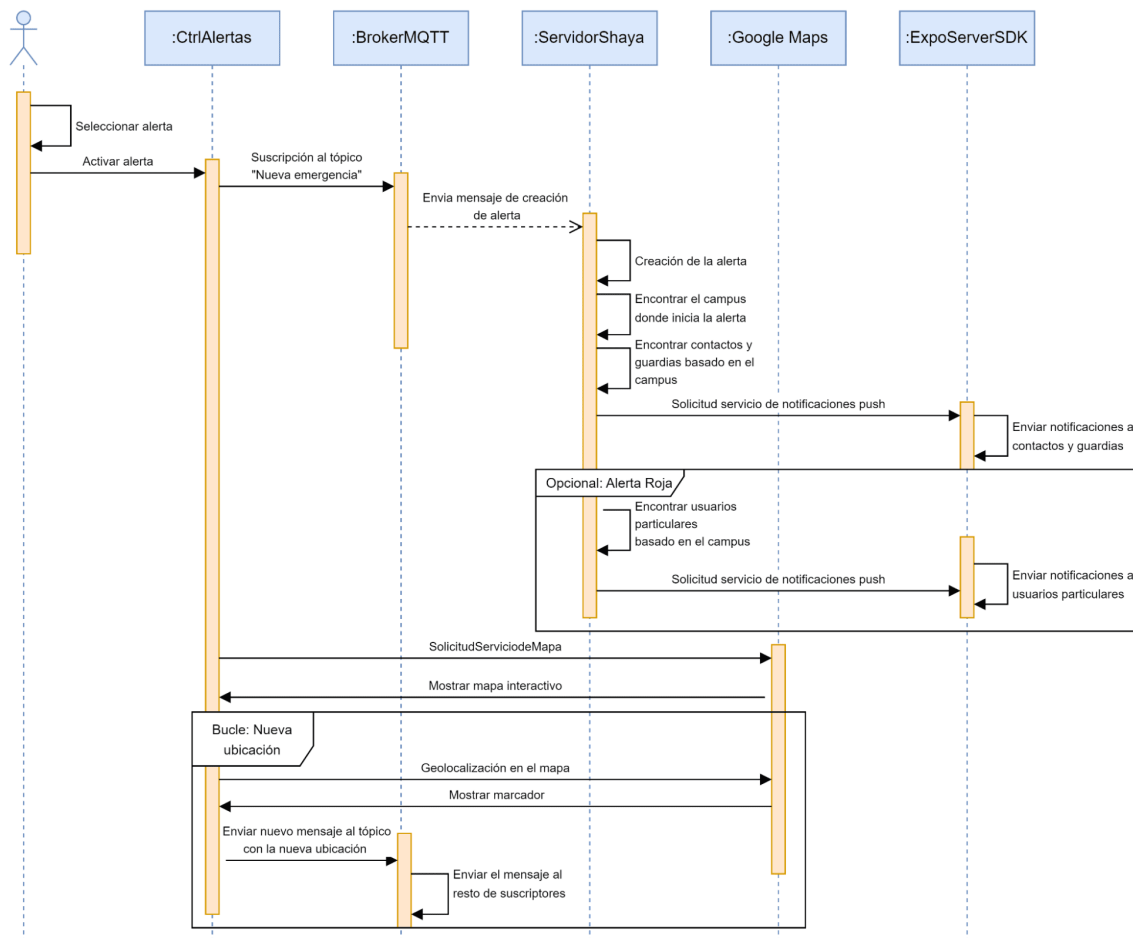 :CtrlAlertas
:BrokerMQTT
:ServidorShaya
:Google Maps
:ExpoServerSDK
Seleccionar alerta
Activar alerta
Suscripción al tópico
"Nueva emergencia"
Envia mensaje de creación
de alerta
Creación de la alerta
Encontrar el campus
donde inicia la alerta
Encontrar contactos y
guardias basado en el
campus
Solicitud servicio de notificaciones push
Enviar notificaciones a
contactos y guardias
Opcional: Alerta Roja
Encontrar usuarios
particulares
basado en el campus
Solicitud servicio de notificaciones push
Enviar notificaciones a
usuarios particulares
SolicitudServiciodeMapa
Mostrar mapa interactivo
Bucle: Nueva
ubicación
Geolocalización en el mapa
Mostrar marcador
Enviar nuevo mensaje al tópico
con la nueva ubicación
Enviar el mensaje al
resto de suscriptores